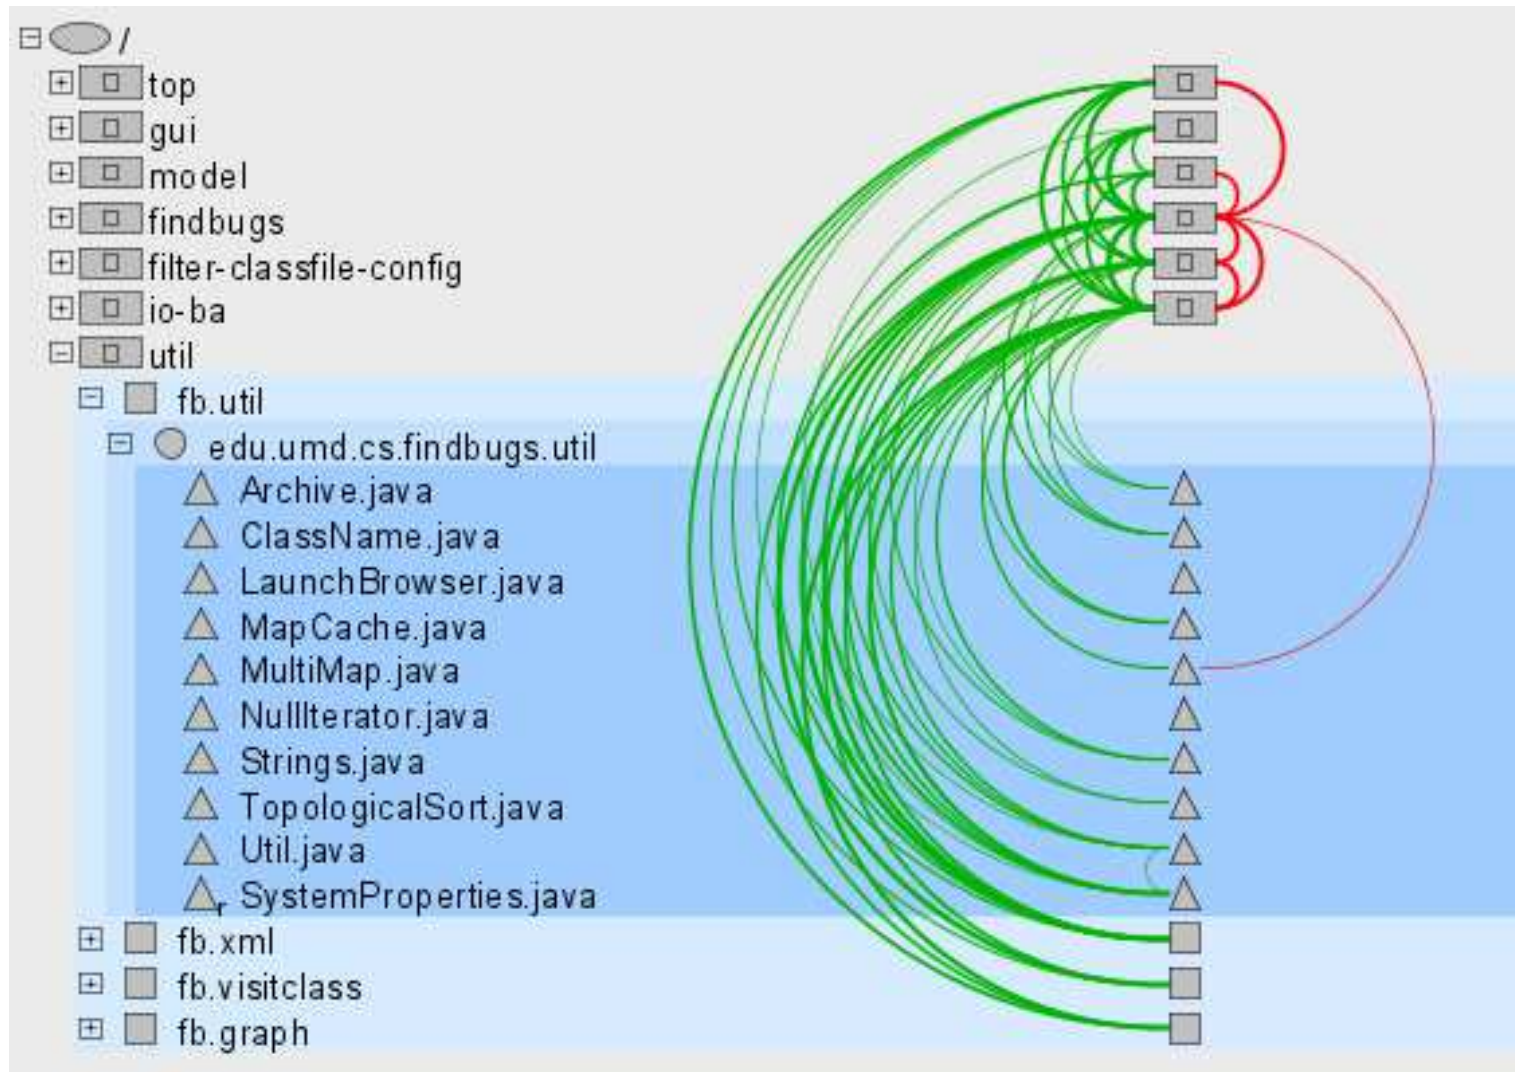 /
top
gui
model
findbugs
filter-classfile-config
io-ba
util
fb.util
edu.umd.cs.findbugs.util
Archive.java
ClassName.java
LaunchBrowser.java
MapCache.java
MultiMap.java
NullIterator.java
Strings.java
TopologicalSort.java
Util.java
r SystemProperties.java
fb.xml
fb.visitclass
fb.graph